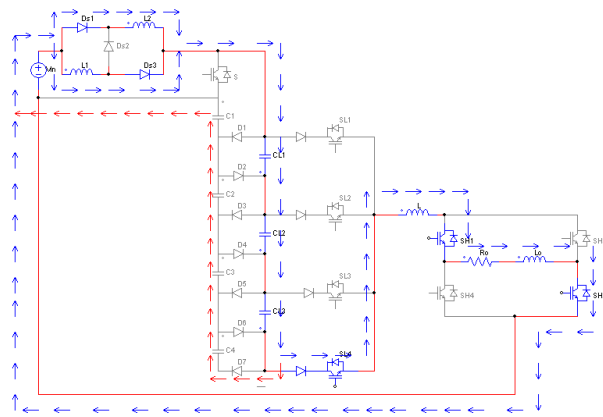 Ds1
L2
Ds2
Vin
L1
Ds3
S
C1
D1
SL1
CL1
D2
C2
SL2
D3
L
CL2
SH1
SH
D4
Ro
Lo
C3
SL3
D5
SH4
SH
CL3
D6
C4
SL4
D7